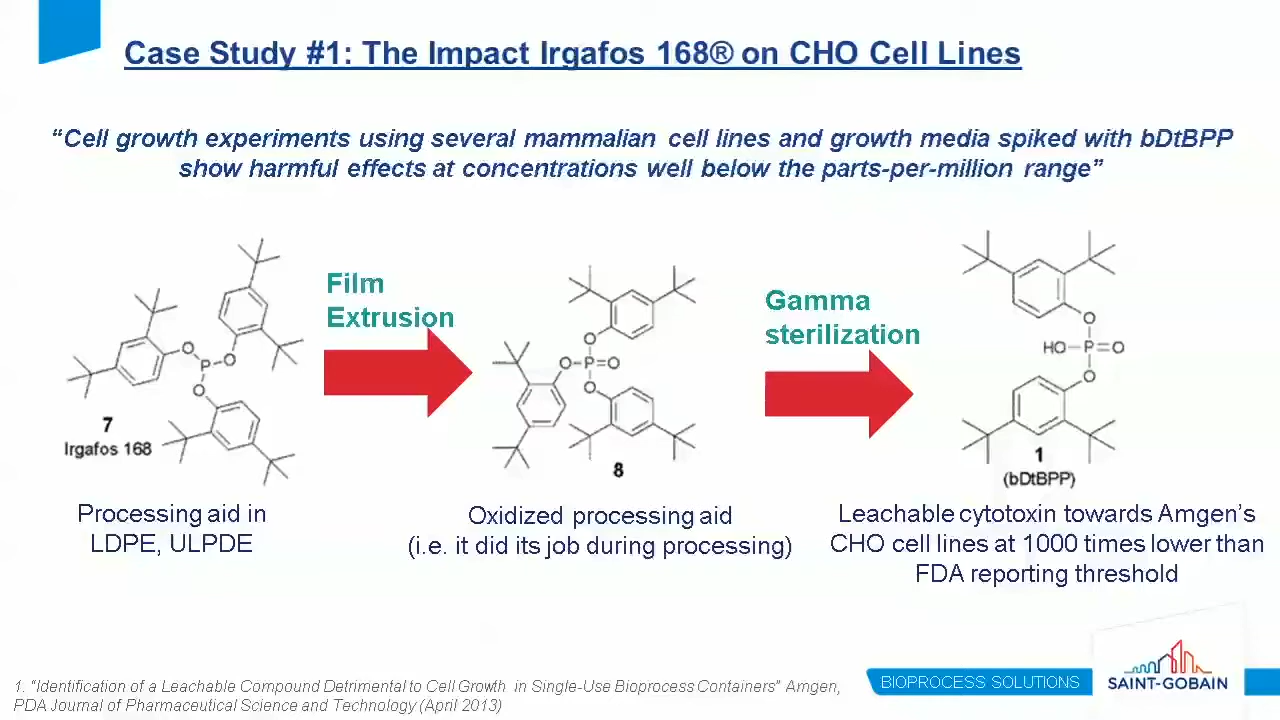 Case Study #1: The Impact Irgafos 168® on CHO Cell Lines
“Cell growth experiments using several mammalian cell lines and growth media spiked with bDtBPP
show harmful effects at concentrations well below the parts-per-million range”
Film
Extrusion
Gamma
sterilization
O
O
P
O
7
Irgafos 168
O
O
P
O
O
8
O
HO
P
O
O
1
(bDtBPP)
Processing aid in
LDPE, ULPDE
Oxidized processing aid
(i.e. it did its job during processing)
Leachable cytotoxin towards Amgen’s
CHO cell lines at 1000 times lower than
FDA reporting threshold
1. “Identification of a Leachable Compound Detrimental to Cell Growth in Single-Use Bioprocess Containers” Amgen,
PDA Journal of Pharmaceutical Science and Technology (April 2013)
BIOPROCESS SOLUTIONS
SAINT-GOBAIN